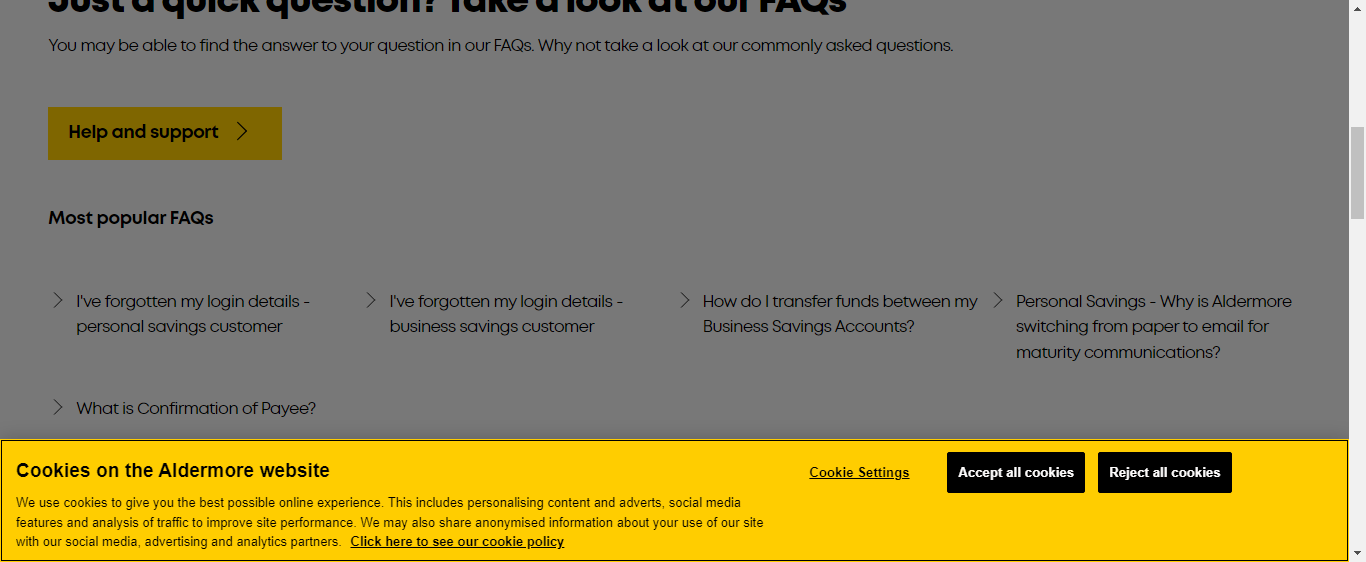 Just a quick question? Take a look at our FAQs
You may be able to find the answer to your question in our FAQs. Why not take a look at our commonly asked questions.
Help and support
Most popular FAQs
I've forgotten my login details -
personal savings customer
I've forgotten my login details -
business savings customer
How do I transfer funds between my
Business Savings Accounts?
Personal Savings - Why is Aldermore
switching from paper to email for
maturity communications?
What is Confirmation of Payee?
Cookies on the Aldermore website
We use cookies to give you the best possible online experience. This includes personalising content and adverts, social media
features and analysis of traffic to improve site performance. We may also share anonymised information about your use of our site
with our social media, advertising and analytics partners. Click here to see our cookie policy
Cookie Settings
Accept all cookies
Reject all cookies